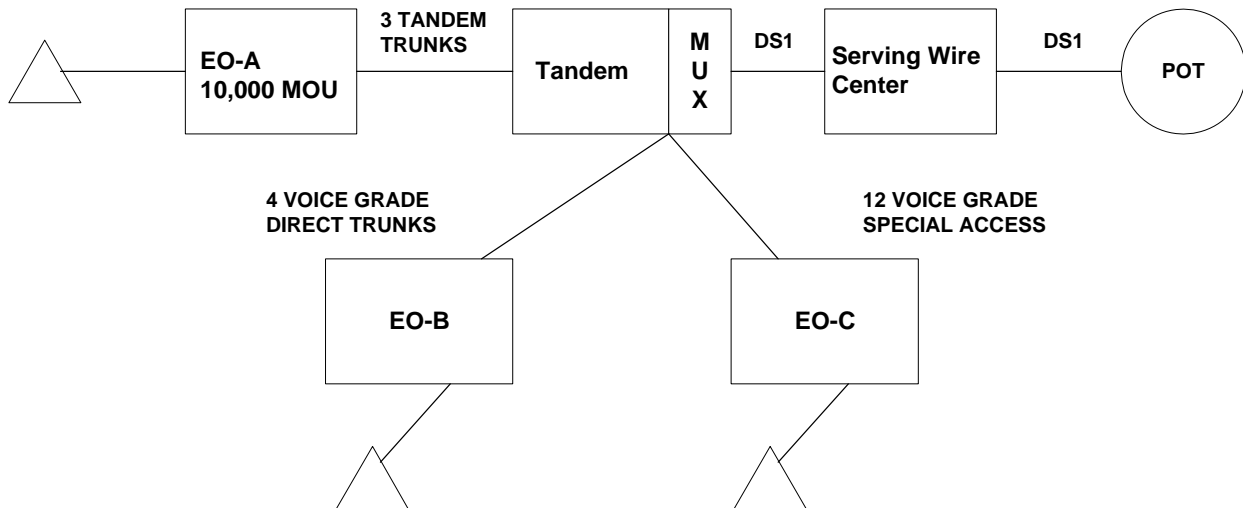 3 TANDEM
TRUNKS
EO-A
10,000 MOU
Tandem
M
U
X
DS1
Serving Wire
Center
DS1
POT
4 VOICE GRADE
DIRECT TRUNKS
12 VOICE GRADE
SPECIAL ACCESS
EO-B
EO-C